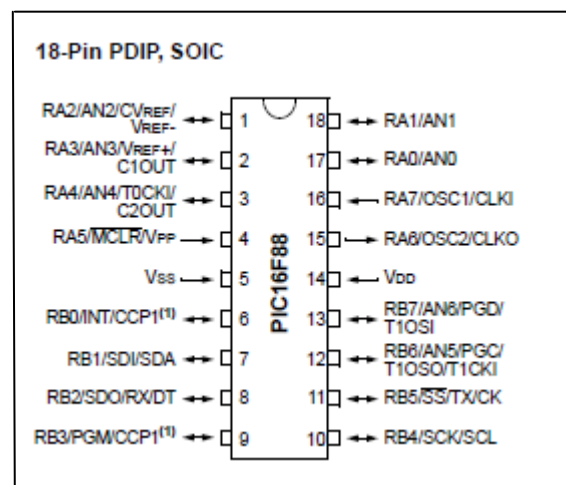 18-Pin PDIP, SOIC
RA2/AN2/CVREF/
VREF-
1
RA3/AN3/VREF+/
C1OUT
2
RA4/AN4/T0CKI/
C2OUT
3
RA5/MCLR/VPP
4
VSS
5
RB0/INT/CCP1(1)
6
RB1/SDI/SDA
7
RB2/SDO/RX/DT
8
RB3/PGM/CCP1(1)
9
PIC16F88
18
RA1/AN1
17
RA0/AN0
16
RA7/OSC1/CLKI
15
RA6/OSC2/CLKO
14
VDD
13
RB7/AN6/PGD/
T1OSI
12
RB6/AN5/PGC/
T1OSO/T1CKI
11
RB5/SS/TX/CK
10
RB4/SCK/SCL